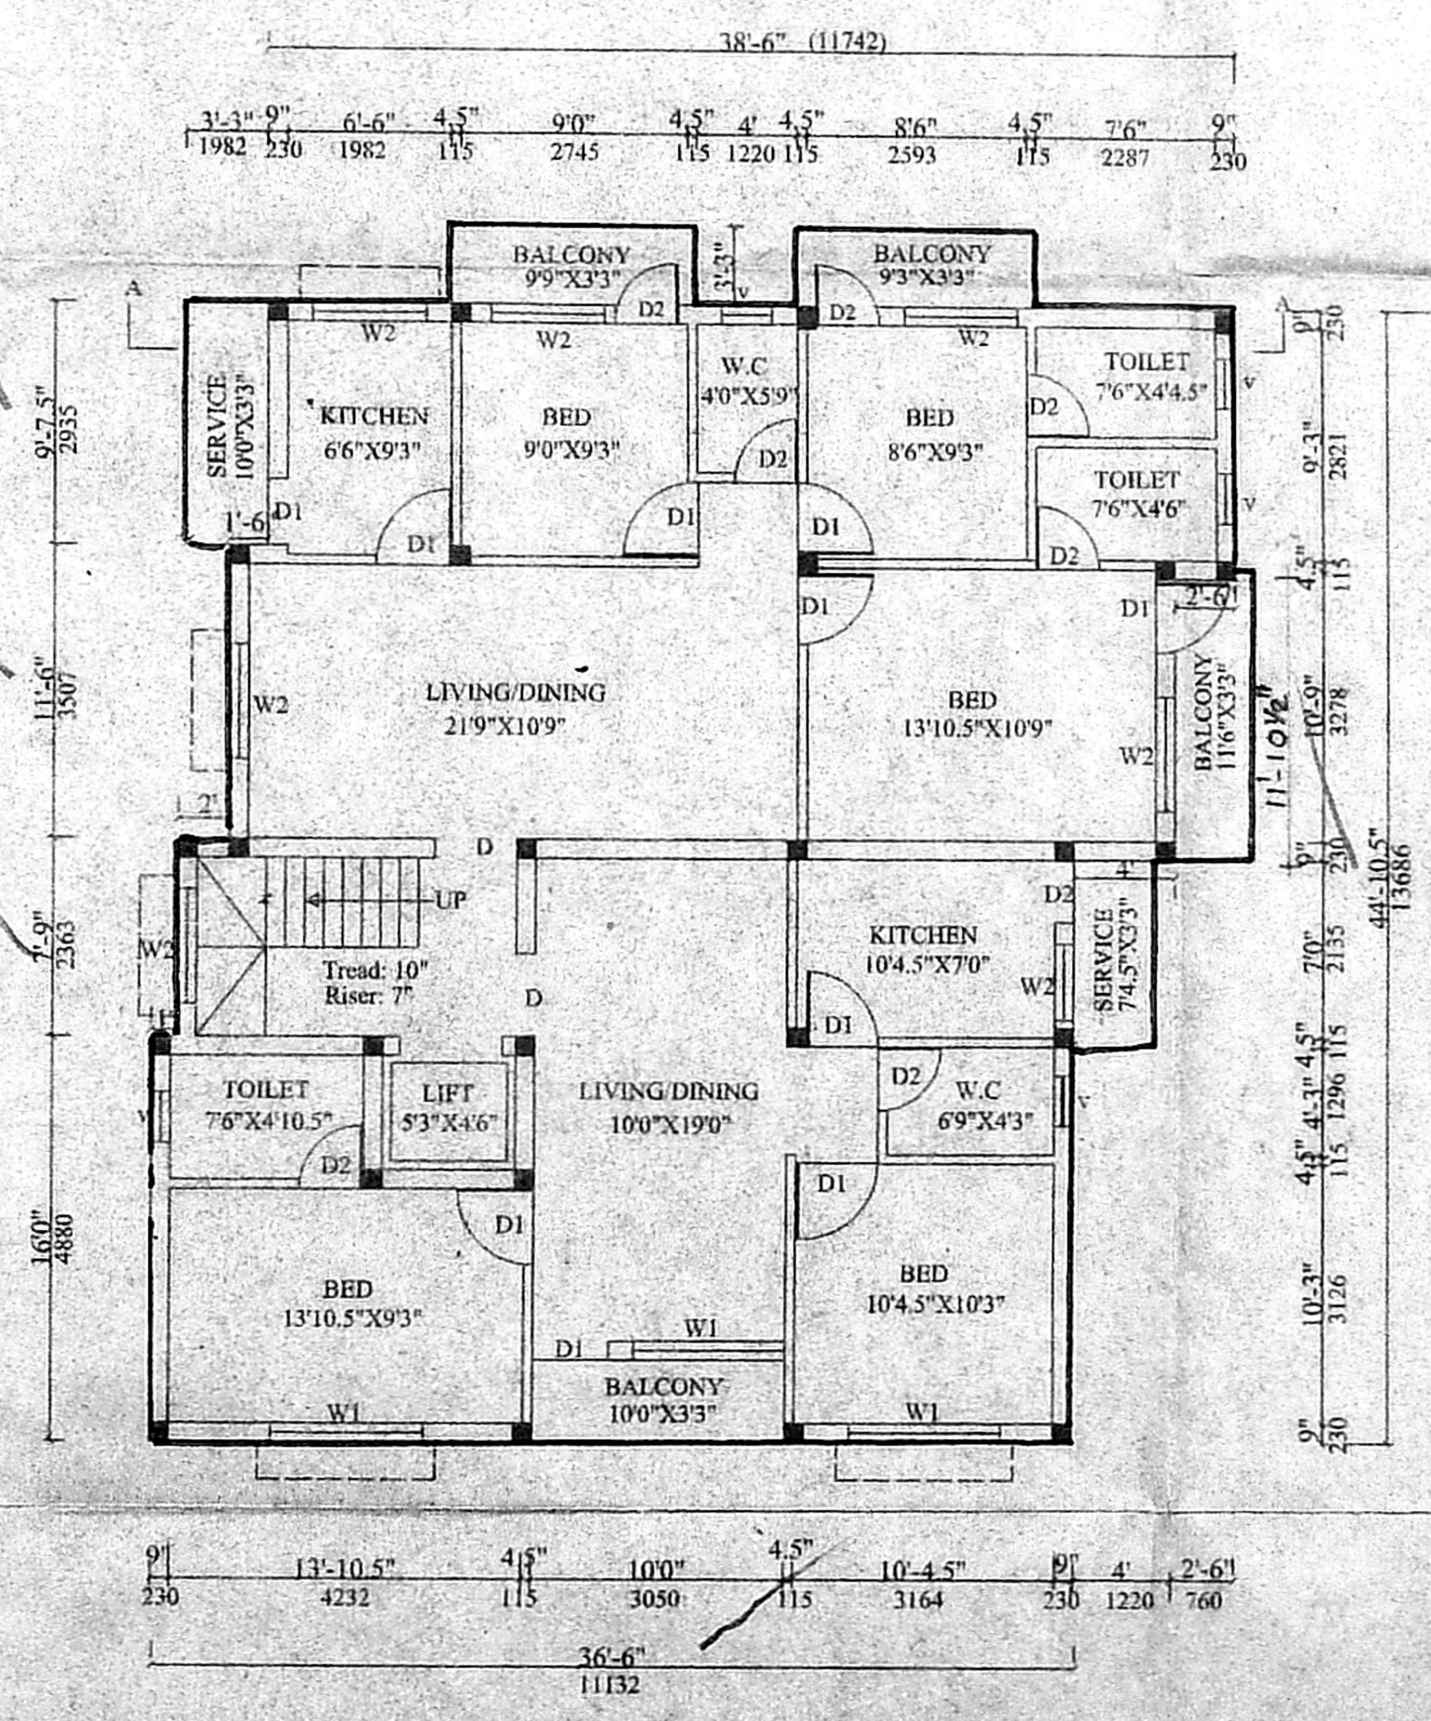 38'-6" (11742)
3'-3" 9" 6'-6" 4.5" 9'0" 4.5" 4' 4.5" 8'6" 4.5" 7'6" 9"
1982 230 1982 115 2745 115 1220 115 2593 115 2287 230
BALCONY
9'9"X3'3"
3'-3"
BALCONY
9'3"X3'3"
A
A
D2
V
D2
W2
W2
W2
SERVICE
10'0"X3'3"
KITCHEN
6'6"X9'3"
BED
9'0"X9'3"
W.C
4'0"X5'9"
D2
BED
8'6"X9'3"
TOILET
7'6"X4'4.5"
D2
V
TOILET
7'6"X4'6"
V
D2
1'-6
D1
D1
D1
D1
D1
D1
2'-6"
W2
LIVING/DINING
21'9"X10'9"
BED
13'10.5"X10'9"
W2
BALCONY
11'6"X3'3"
11'-10½"
2'
D
UP
Tread: 10"
Riser: 7"
W2
D
KITCHEN
10'4.5"X7'0"
D2
W2
D1
4'
SERVICE
7'4.5"X3'3"
TOILET
7'6"X4'10.5"
V
D2
LIFT
5'3"X4'6"
LIVING/DINING
10'0"X19'0"
D2
W.C
6'9"X4'3"
V
D1
D1
BED
13'10.5"X9'3"
BED
10'4.5"X10'3"
D1
W1
BALCONY
10'0"X3'3"
W1
W1
9'-7.5"
2935
11'-6"
3507
7'-9"
2363
16'0"
4880
9"
230
9'-3"
2821
4.5"
115
10'-9"
3278
9"
230
7'0"
2135
4.5"
115
4'-3"
1296
4.5"
115
10'-3"
3126
9"
230
44'-10.5"
13686
9" 13'-10.5" 4.5" 10'0" 4.5" 10'-4.5" 9" 4' 2'-6"
230 4232 115 3050 115 3164 230 1220 760
36'-6"
11132